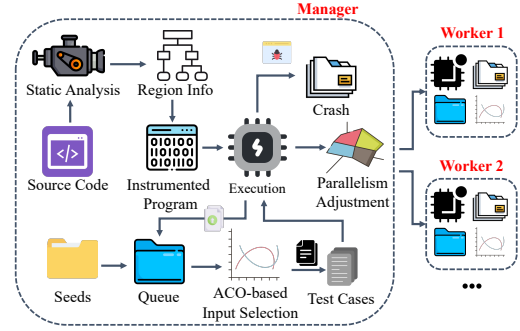 Manager
Worker 1
Static Analysis
Region Info
Crash
Source Code
Instrumented
Program
Execution
Parallelism
Adjustment
Worker 2
Seeds
Queue
ACO-based
Input Selection
Test Cases